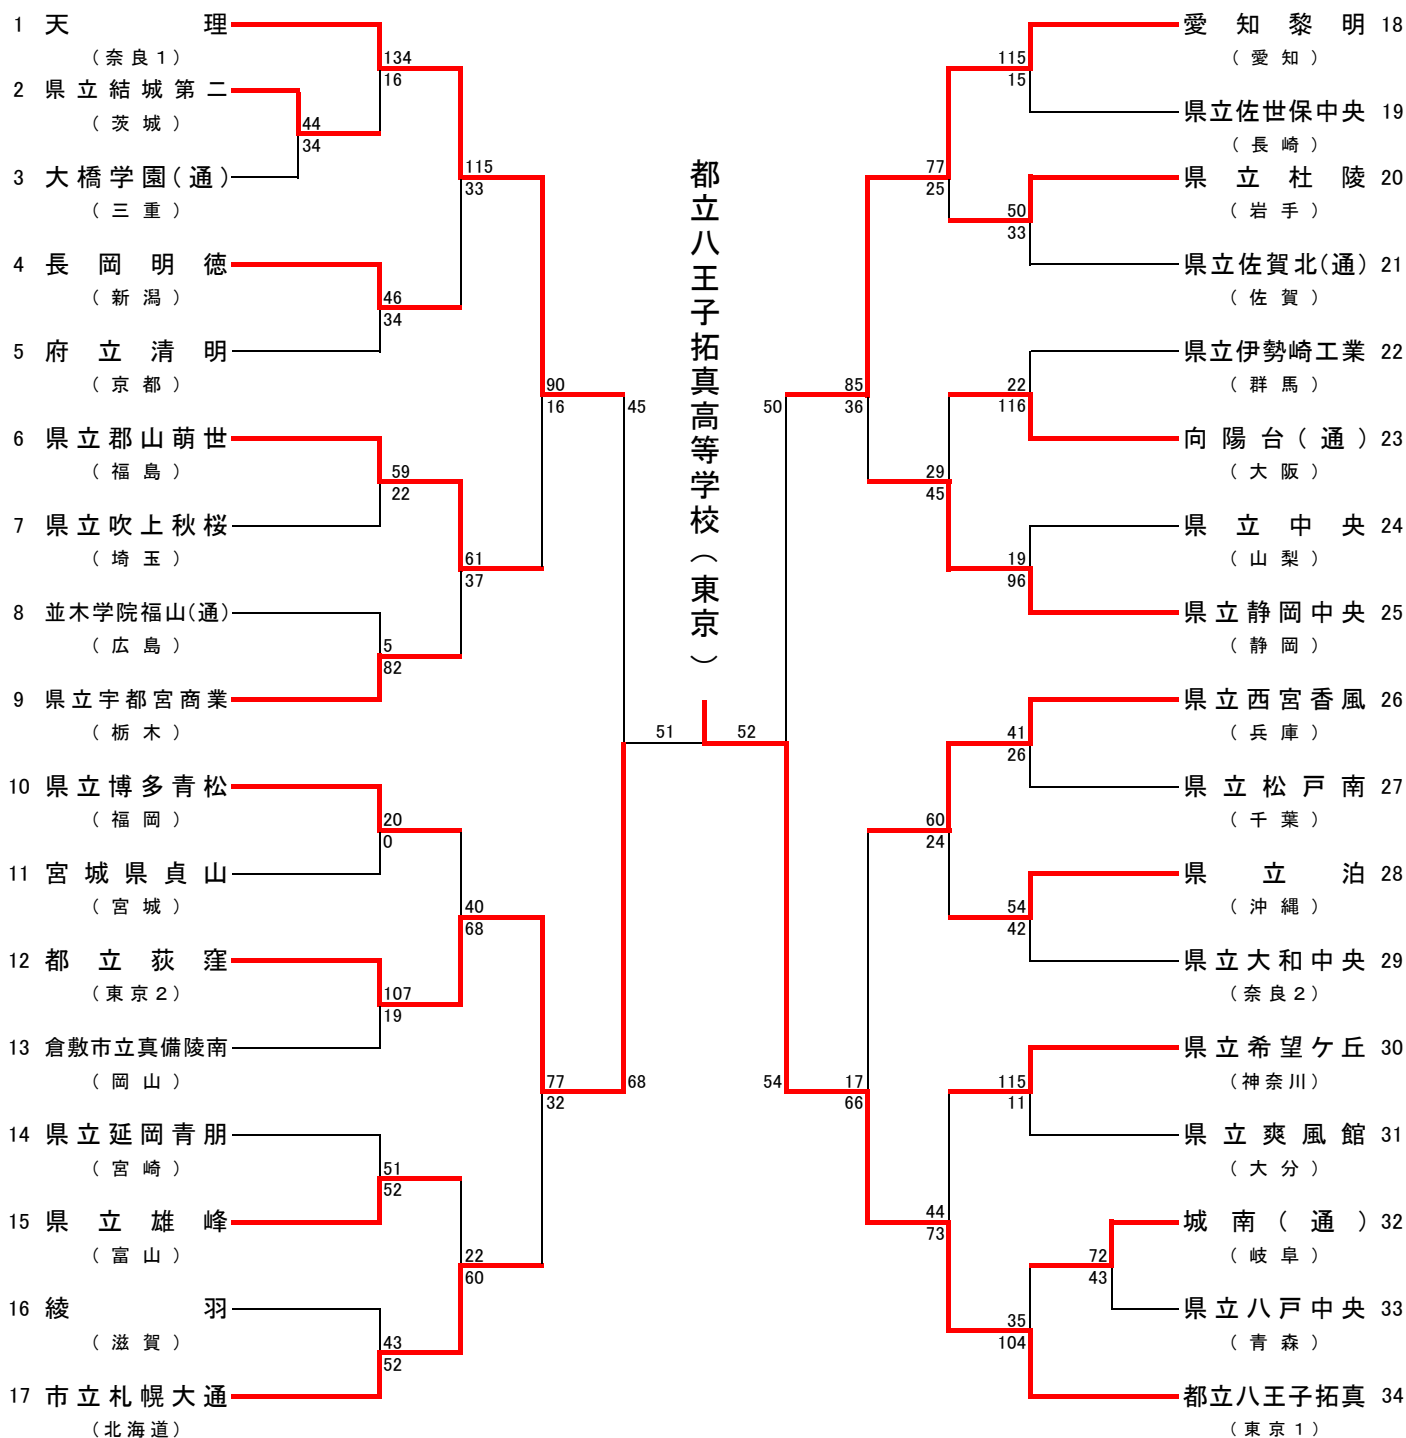 1 天理
（奈良1）
134
16
2 県立結城第二
（茨城）
44
34
3 大橋学園(通)
（三重）
115
33
4 長岡明徳
（新潟）
46
34
5 府立清明
（京都）
90
16
45
6 県立郡山萌世
（福島）
59
22
7 県立吹上秋桜
（埼玉）
61
37
8 並木学院福山(通)
（広島）
5
82
9 県立宇都宮商業
（栃木）
51
10 県立博多青松
（福岡）
20
0
11 宮城県貞山
（宮城）
40
68
12 都立荻窪
（東京2）
107
19
13 倉敷市立真備陵南
（岡山）
77
32
68
14 県立延岡青朋
（宮崎）
51
52
15 県立雄峰
（富山）
22
60
16 綾羽
（滋賀）
43
52
17 市立札幌大通
（北海道）
都立八王子拓真高等学校（東京）
愛知黎明 18
（愛知）
115
15
県立佐世保中央 19
（長崎）
77
25
県立杜陵 20
（岩手）
50
33
県立佐賀北(通) 21
（佐賀）
85
36
50
県立伊勢崎工業 22
（群馬）
22
116
向陽台(通) 23
（大阪）
29
45
県立中央 24
（山梨）
19
96
県立静岡中央 25
（静岡）
52
県立西宮香風 26
（兵庫）
41
26
県立松戸南 27
（千葉）
60
24
県立泊 28
（沖縄）
54
42
県立大和中央 29
（奈良2）
17
66
54
県立希望ケ丘 30
（神奈川）
115
11
県立爽風館 31
（大分）
44
73
城南(通) 32
（岐阜）
72
43
県立八戸中央 33
（青森）
35
104
都立八王子拓真 34
（東京1）